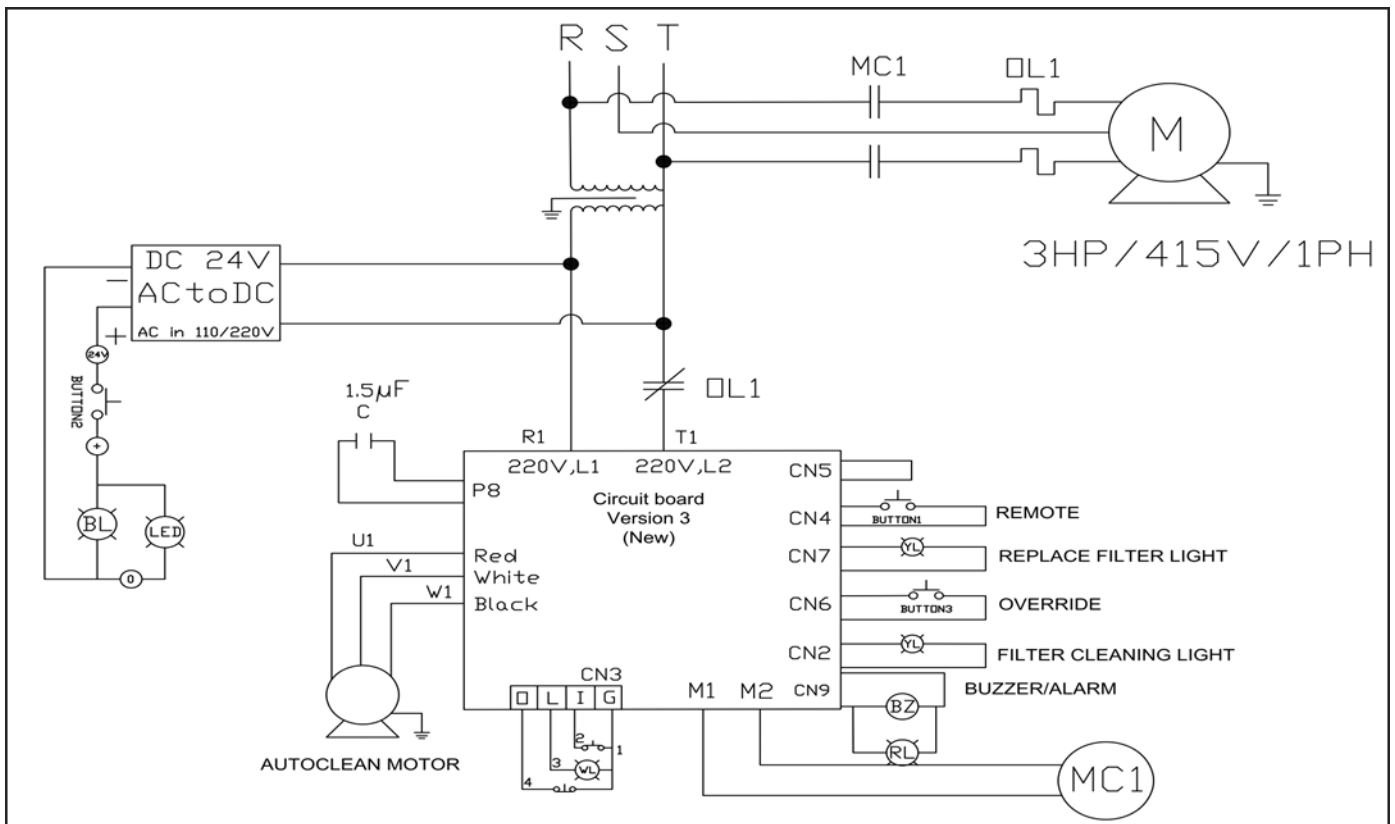 R S T
MC1 OL1
M
3HP/415V/1PH
DC 24V
−
ACtoDC
AC in 110/220V
+
24V
BUTTON2
+
BL LED
0
1.5µF
C
OL1
R1 T1
220V,L1 220V,L2
P8
Circuit board
Version 3
(New)
CN5
CN4 BUTTON1 REMOTE
CN7 YL REPLACE FILTER LIGHT
CN6 BUTTON3 OVERRIDE
CN2 YL FILTER CLEANING LIGHT
CN9 BUZZER/ALARM
BZ
RL
U1 Red
V1 White
W1 Black
AUTOCLEAN MOTOR
CN3
O L I G
2 1
3 WL
4
M1 M2
MC1